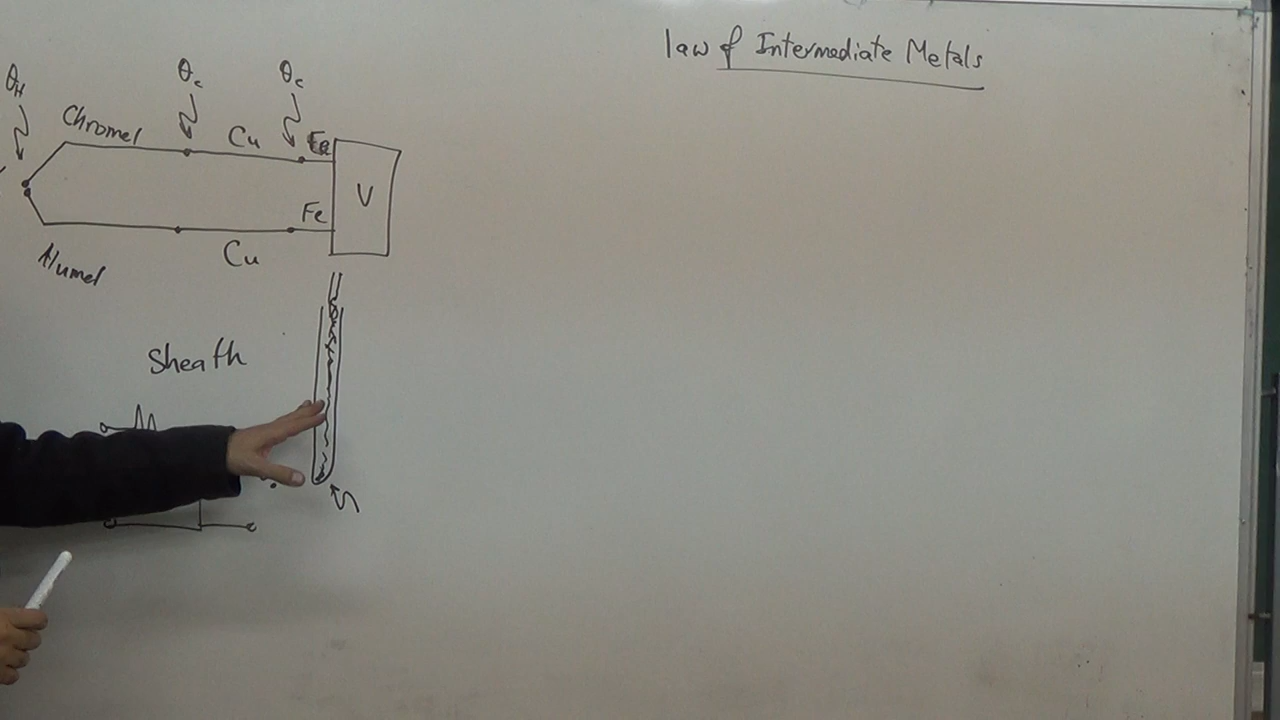 law of Intermediate Metals
θH
θc
θc
Chromel
Cu
Fe
V
Fe
Alumel
Cu
Sheath